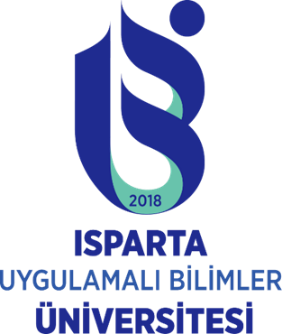 2018
ISPARTA
UYGULAMALI BİLİMLER
ÜNİVERSİTESİ